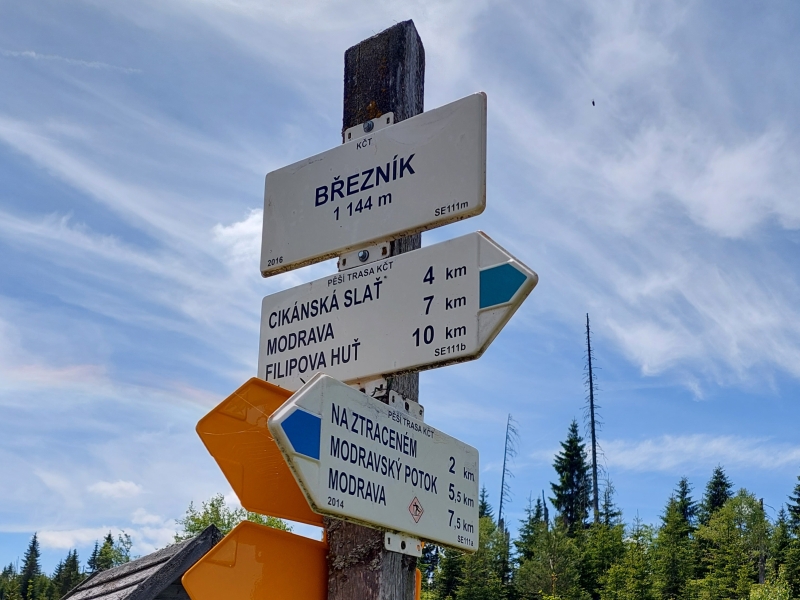 KČT
BŘEZNÍK
1 144 m
2016 SE111m
PĚŠÍ TRASA KČT
CIKÁNSKÁ SLAŤ 4 km
MODRAVA 7 km
FILIPOVA HUŤ 10 km
SE111b
PĚŠÍ TRASA KČT
NA ZTRACENÉM 2 km
MODRAVSKÝ POTOK 5,5 km
MODRAVA 7,5 km
2014 SE111a